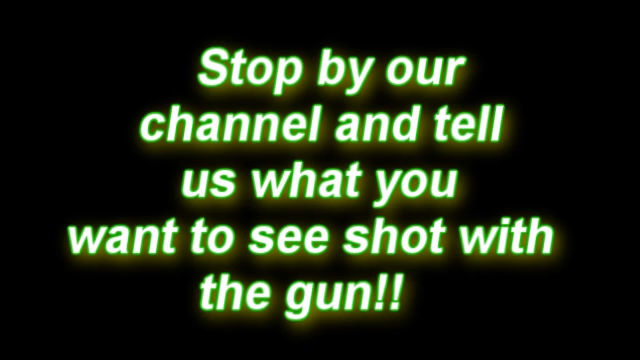 Stop by our
channel and tell
us what you
want to see shot with
the gun!!